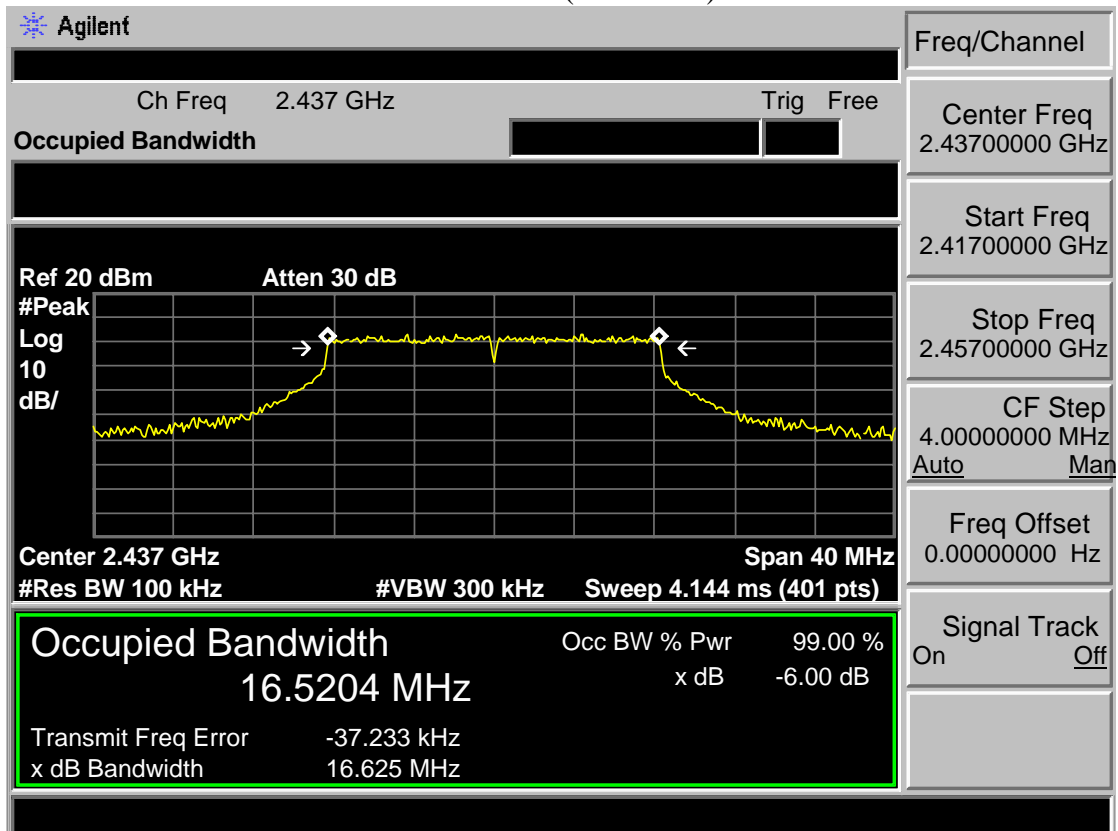 Agilent
Freq/Channel
Ch Freq 2.437 GHz Trig Free
Occupied Bandwidth
Center Freq
2.43700000 GHz
Start Freq
2.41700000 GHz
Ref 20 dBm Atten 30 dB
#Peak
Log
10
dB/
Stop Freq
2.45700000 GHz
CF Step
4.00000000 MHz
Auto Man
Freq Offset
0.00000000 Hz
Center 2.437 GHz Span 40 MHz
#Res BW 100 kHz #VBW 300 kHz Sweep 4.144 ms (401 pts)
Signal Track
On Off
Occupied Bandwidth
16.5204 MHz
Occ BW % Pwr 99.00 %
x dB -6.00 dB
Transmit Freq Error -37.233 kHz
x dB Bandwidth 16.625 MHz